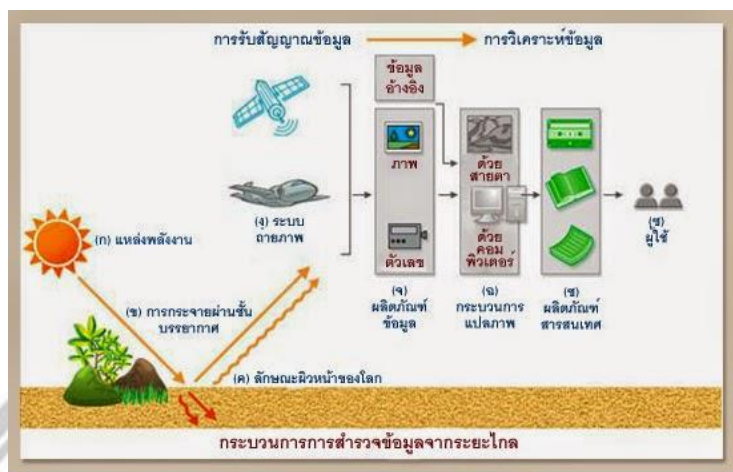 การรับสัญญาณข้อมูล
การวิเคราะห์ข้อมูล
ข้อมูล
อ้างอิง
ภาพ
ตัวเลข
ด้วย
สายตา
ด้วย
คอม
พิวเตอร์
(ก) แหล่งพลังงาน
(ข) การกระจายผ่านชั้น
บรรยากาศ
(ค) ลักษณะผิวหน้าของโลก
(ง) ระบบ
ถ่ายภาพ
(จ)
ผลิตภัณฑ์
ข้อมูล
(ฉ)
กระบวนการ
แปลภาพ
(ช)
ผลิตภัณฑ์
สารสนเทศ
(ซ)
ผู้ใช้
กระบวนการการสำรวจข้อมูลจากระยะไกล